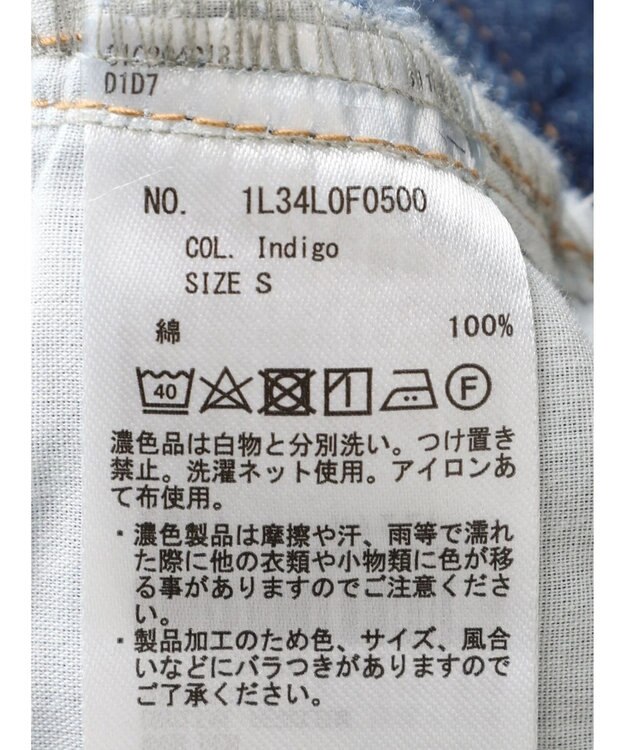 D1D7
NO. 1L34L0F0500
COL. Indigo
SIZE S
綿 100%
40
F
濃色品は白物と分別洗い。つけ置き
禁止。洗濯ネット使用。アイロンあ
て布使用。
・濃色製品は摩擦や汗、雨等で濡れ
た際に他の衣類や小物類に色が移
る事がありますのでご注意くださ
い。
・製品加工のため色、サイズ、風合
いなどにバラつきがありますので
ご了承ください。